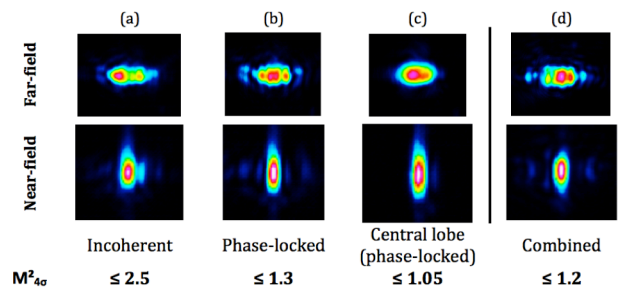 (a) (b) (c) (d)
Far-field
Near-field
Incoherent Phase-locked Central lobe (phase-locked) Combined
M²4σ ≤ 2.5 ≤ 1.3 ≤ 1.05 ≤ 1.2